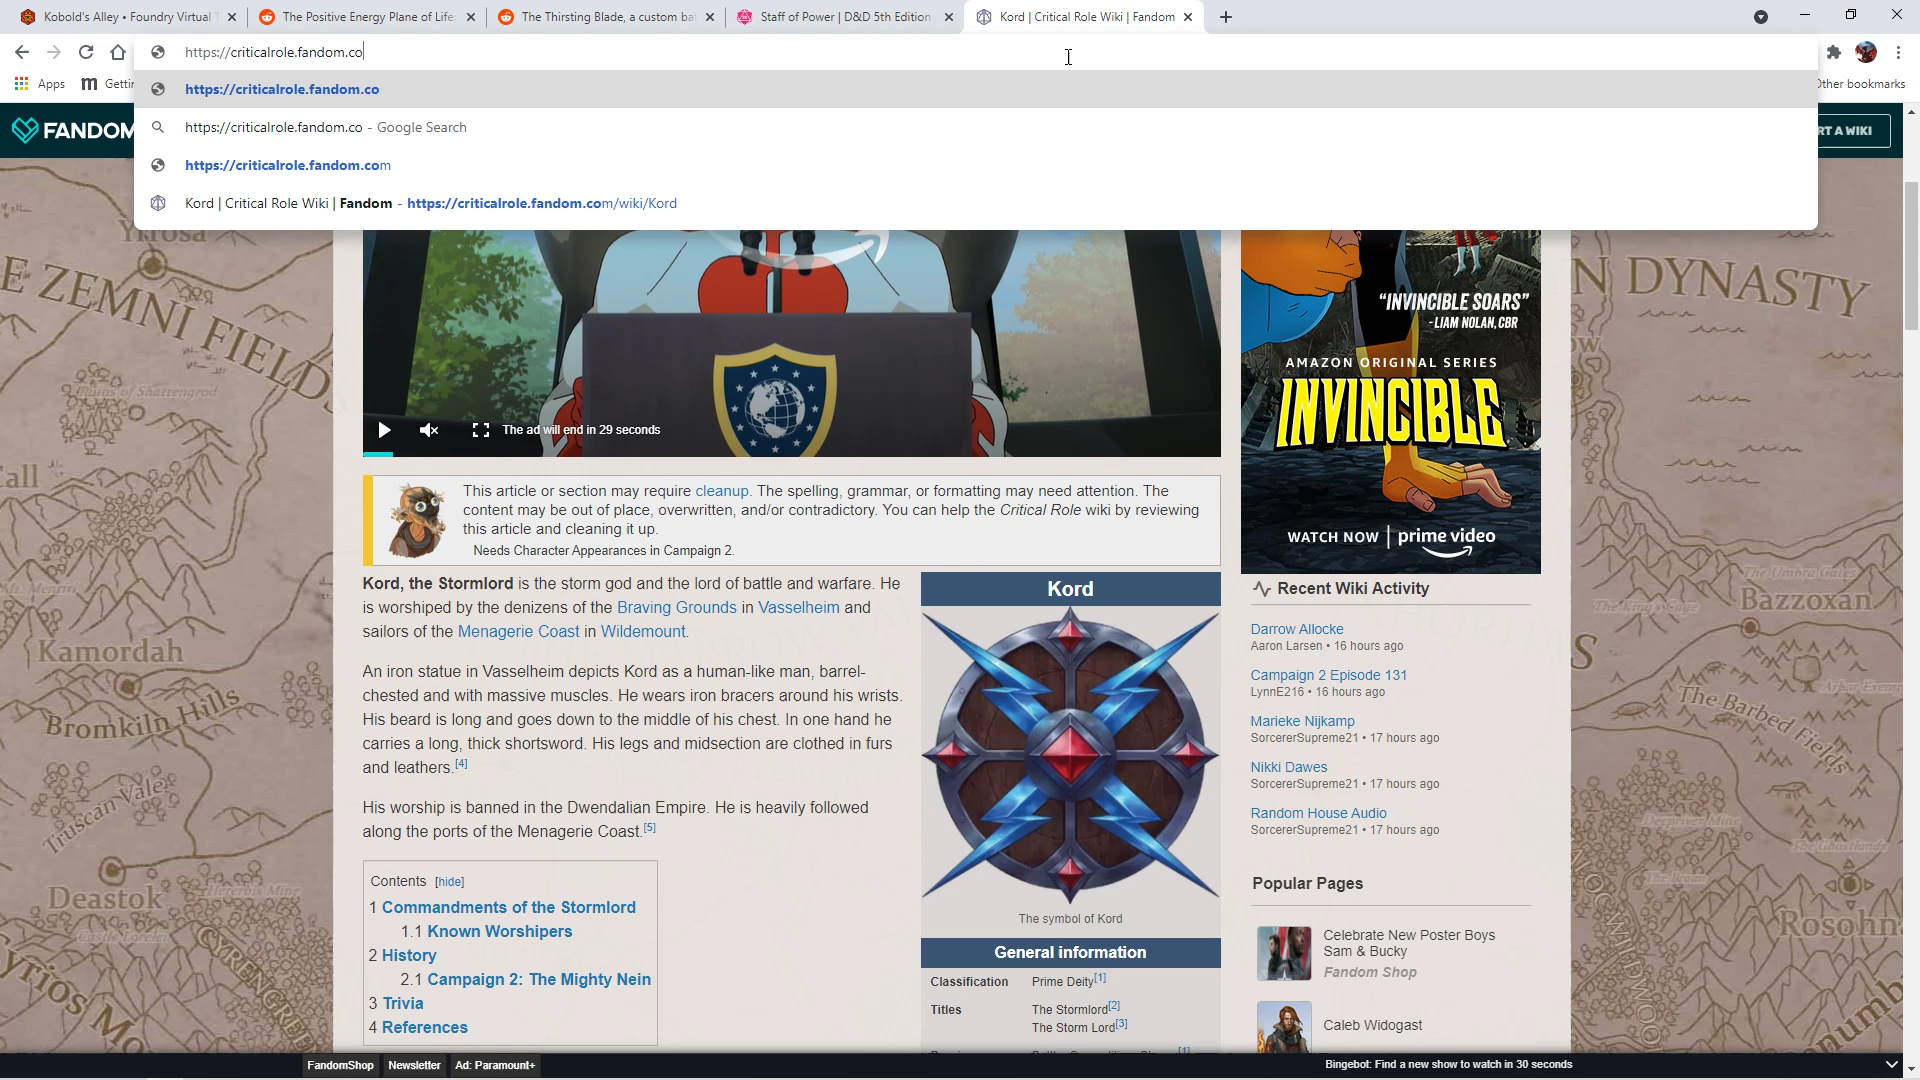 Kobold's Alley • Foundry Virtual T
The Positive Energy Plane of Life
The Thirsting Blade, a custom bat
Staff of Power | D&D 5th Edition
Kord | Critical Role Wiki | Fandom
https://criticalrole.fandom.co
Apps
Gettin
Other bookmarks
https://criticalrole.fandom.co
https://criticalrole.fandom.co - Google Search
https://criticalrole.fandom.com
Kord | Critical Role Wiki | Fandom - https://criticalrole.fandom.com/wiki/Kord
FANDOM
RT A WIKI
E ZEMNI FIELDS
N DYNASTY
"INVINCIBLE SOARS"
-LIAM NOLAN, CBR
AMAZON ORIGINAL SERIES
INVINCIBLE
WATCH NOW | prime video
The ad will end in 29 seconds
This article or section may require cleanup. The spelling, grammar, or formatting may need attention. The
content may be out of place, overwritten, and/or contradictory. You can help the Critical Role wiki by reviewing
this article and cleaning it up.
Needs Character Appearances in Campaign 2.
Kord, the Stormlord is the storm god and the lord of battle and warfare. He
is worshiped by the denizens of the Braving Grounds in Vasselheim and
sailors of the Menagerie Coast in Wildemount.
An iron statue in Vasselheim depicts Kord as a human-like man, barrel-
chested and with massive muscles. He wears iron bracers around his wrists.
His beard is long and goes down to the middle of his chest. In one hand he
carries a long, thick shortsword. His legs and midsection are clothed in furs
and leathers.[4]
His worship is banned in the Dwendalian Empire. He is heavily followed
along the ports of the Menagerie Coast.[5]
Contents [hide]
1 Commandments of the Stormlord
1.1 Known Worshipers
2 History
2.1 Campaign 2: The Mighty Nein
3 Trivia
4 References
Kord
The symbol of Kord
General information
Classification Prime Deity[1]
Titles The Stormlord[2]
The Storm Lord[3]
Recent Wiki Activity
Darrow Allocke
Aaron Larsen • 16 hours ago
Campaign 2 Episode 131
LynnE216 • 16 hours ago
Marieke Nijkamp
SorcererSupreme21 • 17 hours ago
Nikki Dawes
SorcererSupreme21 • 17 hours ago
Random House Audio
SorcererSupreme21 • 17 hours ago
Popular Pages
Celebrate New Poster Boys
Sam & Bucky
Fandom Shop
Caleb Widogast
Ruins of Shattengrod
Kamordah
Bromkiln Hills
Truscan Vale
Deastok
Cyrengreen
Cyrios Mo
Bazzoxan
The Barbed Fields
Rosohna
FandomShop
Newsletter
Ad: Paramount+
Bingebot: Find a new show to watch in 30 seconds